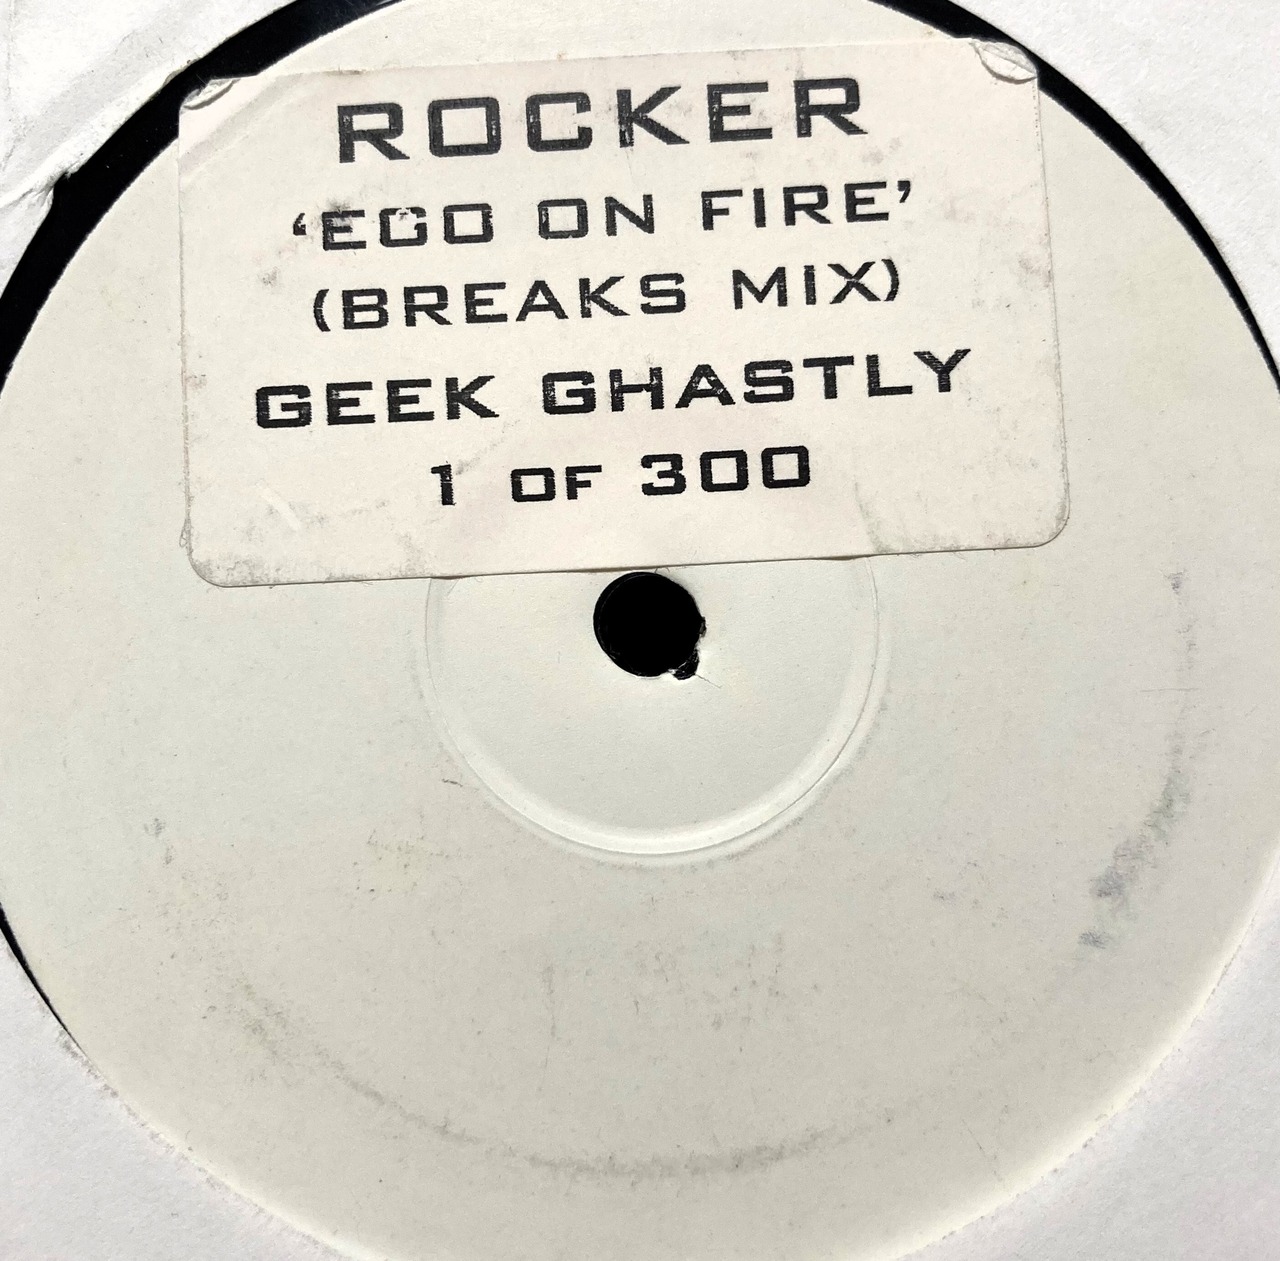 ROCKER
‘EGO ON FIRE’
(BREAKS MIX)
GEEK GHASTLY
1 OF 300